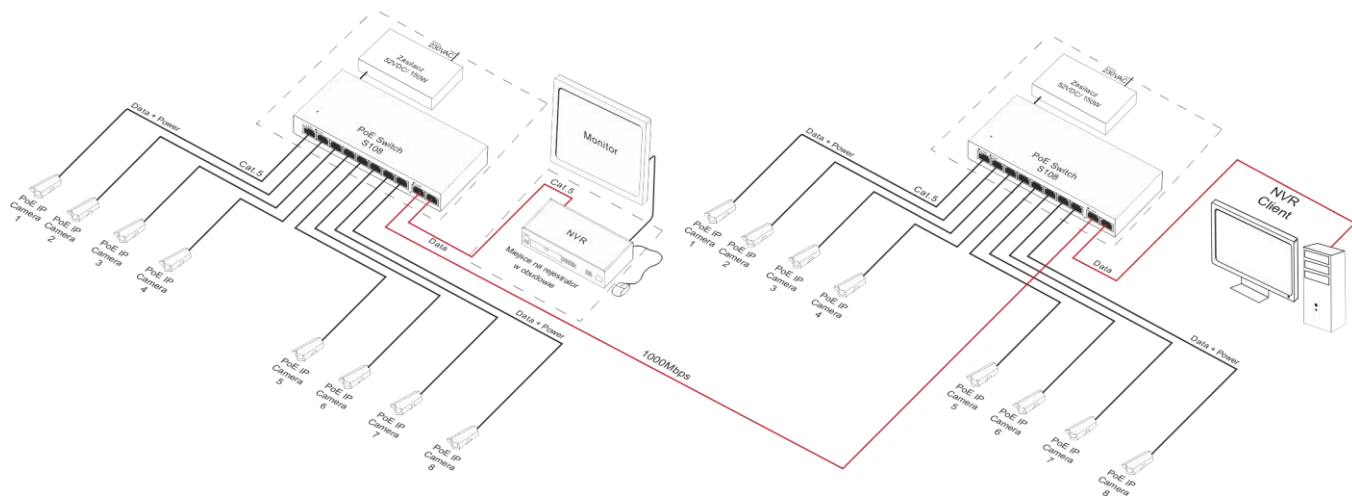 230VAC
Zasilacz
52VDC/ 150W
PoE Switch
S108
Data + Power
Cat.5
PoE IP
Camera
1
PoE IP
Camera
2
PoE IP
Camera
3
PoE IP
Camera
4
PoE IP
Camera
5
PoE IP
Camera
6
PoE IP
Camera
7
PoE IP
Camera
8
Data + Power
Monitor
Cat.5
NVR
Miejsce na rejestrator
w obudowie
Data
1000Mbps
230VAC
Zasilacz
52VDC/ 150W
PoE Switch
S108
Data + Power
Cat.5
PoE IP
Camera
1
PoE IP
Camera
2
PoE IP
Camera
3
PoE IP
Camera
4
PoE IP
Camera
5
PoE IP
Camera
6
PoE IP
Camera
7
PoE IP
Camera
8
Data + Power
Data
NVR
Client